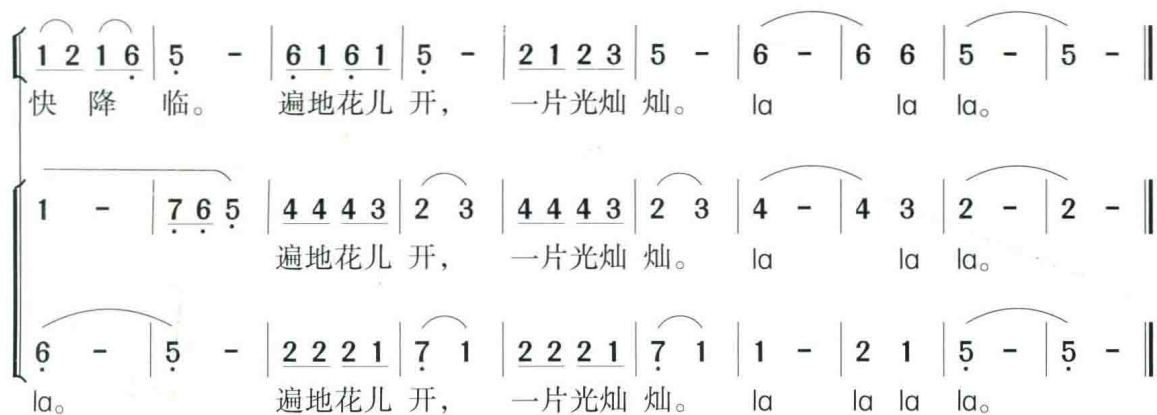 1 2 1 6 | 5 - | 6 1 6 1 | 5 - | 2 1 2 3 | 5 - | 6 - | 6 6 | 5 - | 5 - ‖
快 降 临。 遍地花儿 开， 一片光灿 灿。 la la la。
1 - | 7 6 5 | 4 4 4 3 | 2 3 | 4 4 4 3 | 2 3 | 4 - | 4 3 | 2 - | 2 - ‖
遍地花儿 开， 一片光灿 灿。 la la la。
6 - | 5 - | 2 2 2 1 | 7 1 | 2 2 2 1 | 7 1 | 1 - | 2 1 | 5 - | 5 - ‖
la。 遍地花儿 开， 一片光灿 灿。 la la la la。